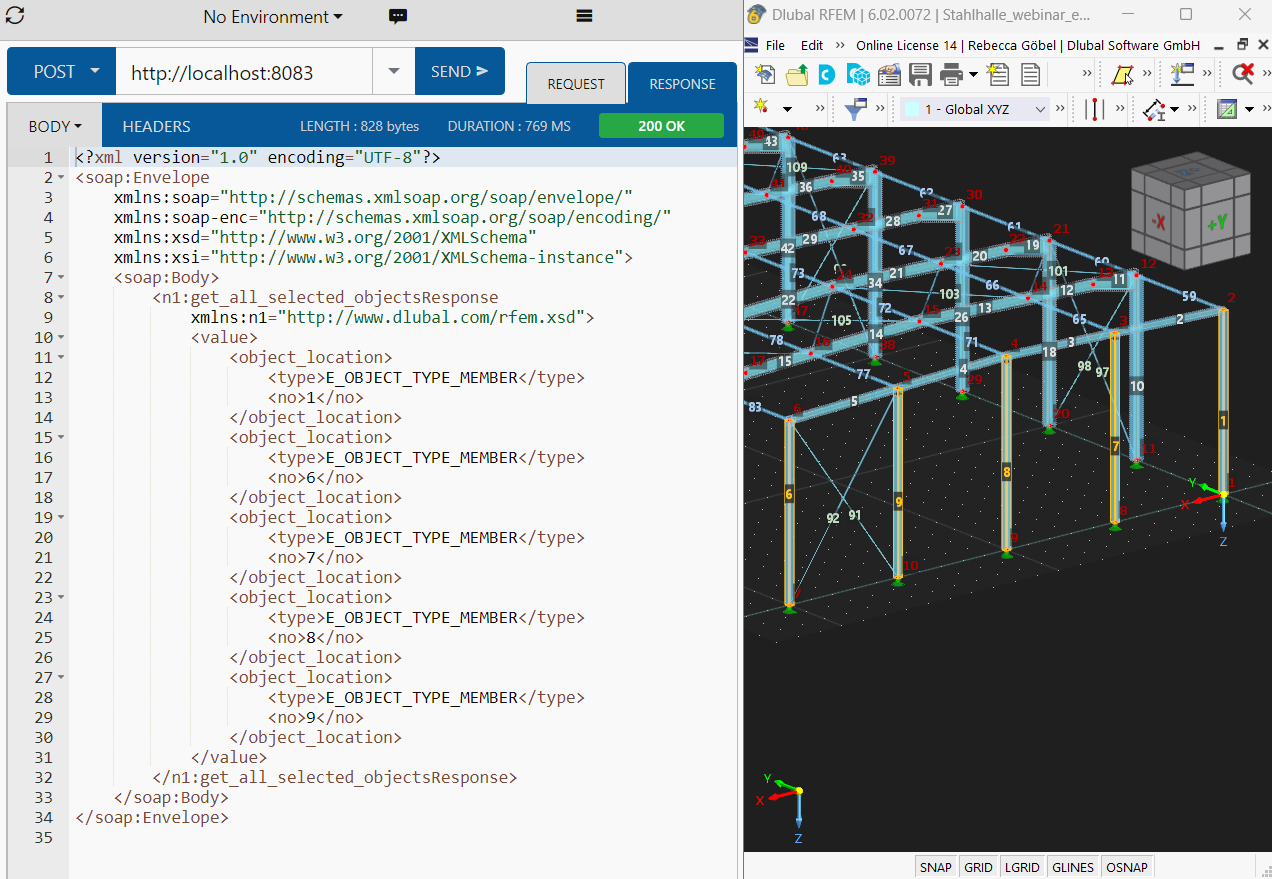 No Environment
POST
http://localhost:8083
SEND
REQUEST
RESPONSE
BODY
HEADERS
LENGTH : 828 bytes
DURATION : 769 MS
200 OK
1 <?xml version="1.0" encoding="UTF-8"?>
2 <soap:Envelope
3 xmlns:soap="http://schemas.xmlsoap.org/soap/envelope/"
4 xmlns:soap-enc="http://schemas.xmlsoap.org/soap/encoding/"
5 xmlns:xsd="http://www.w3.org/2001/XMLSchema"
6 xmlns:xsi="http://www.w3.org/2001/XMLSchema-instance">
7 <soap:Body>
8 <n1:get_all_selected_objectsResponse
9 xmlns:n1="http://www.dlubal.com/rfem.xsd">
10 <value>
11 <object_location>
12 <type>E_OBJECT_TYPE_MEMBER</type>
13 <no>1</no>
14 </object_location>
15 <object_location>
16 <type>E_OBJECT_TYPE_MEMBER</type>
17 <no>6</no>
18 </object_location>
19 <object_location>
20 <type>E_OBJECT_TYPE_MEMBER</type>
21 <no>7</no>
22 </object_location>
23 <object_location>
24 <type>E_OBJECT_TYPE_MEMBER</type>
25 <no>8</no>
26 </object_location>
27 <object_location>
28 <type>E_OBJECT_TYPE_MEMBER</type>
29 <no>9</no>
30 </object_location>
31 </value>
32 </n1:get_all_selected_objectsResponse>
33 </soap:Body>
34 </soap:Envelope>
35
Dlubal RFEM | 6.02.0072 | Stahlhalle_webinar_e...
File Edit » Online License 14 | Rebecca Göbel | Dlubal Software GmbH
1 - Global XYZ
-X
+Y
43
109
63
39
36
35
62
30
68
28
31
27
61
21
42
29
67
20
19
60
12
73
21
66
101
12
11
59
2
22
34
103
13
72
26
65
3
2
105
14
78
16
38
71
4
18
3
98
97
10
15
77
5
4
29
20
11
83
6
5
7
1
8
6
9
92
91
10
9
8
1
7
Y
X
Z
Y
X
Z
SNAP
GRID
LGRID
GLINES
OSNAP